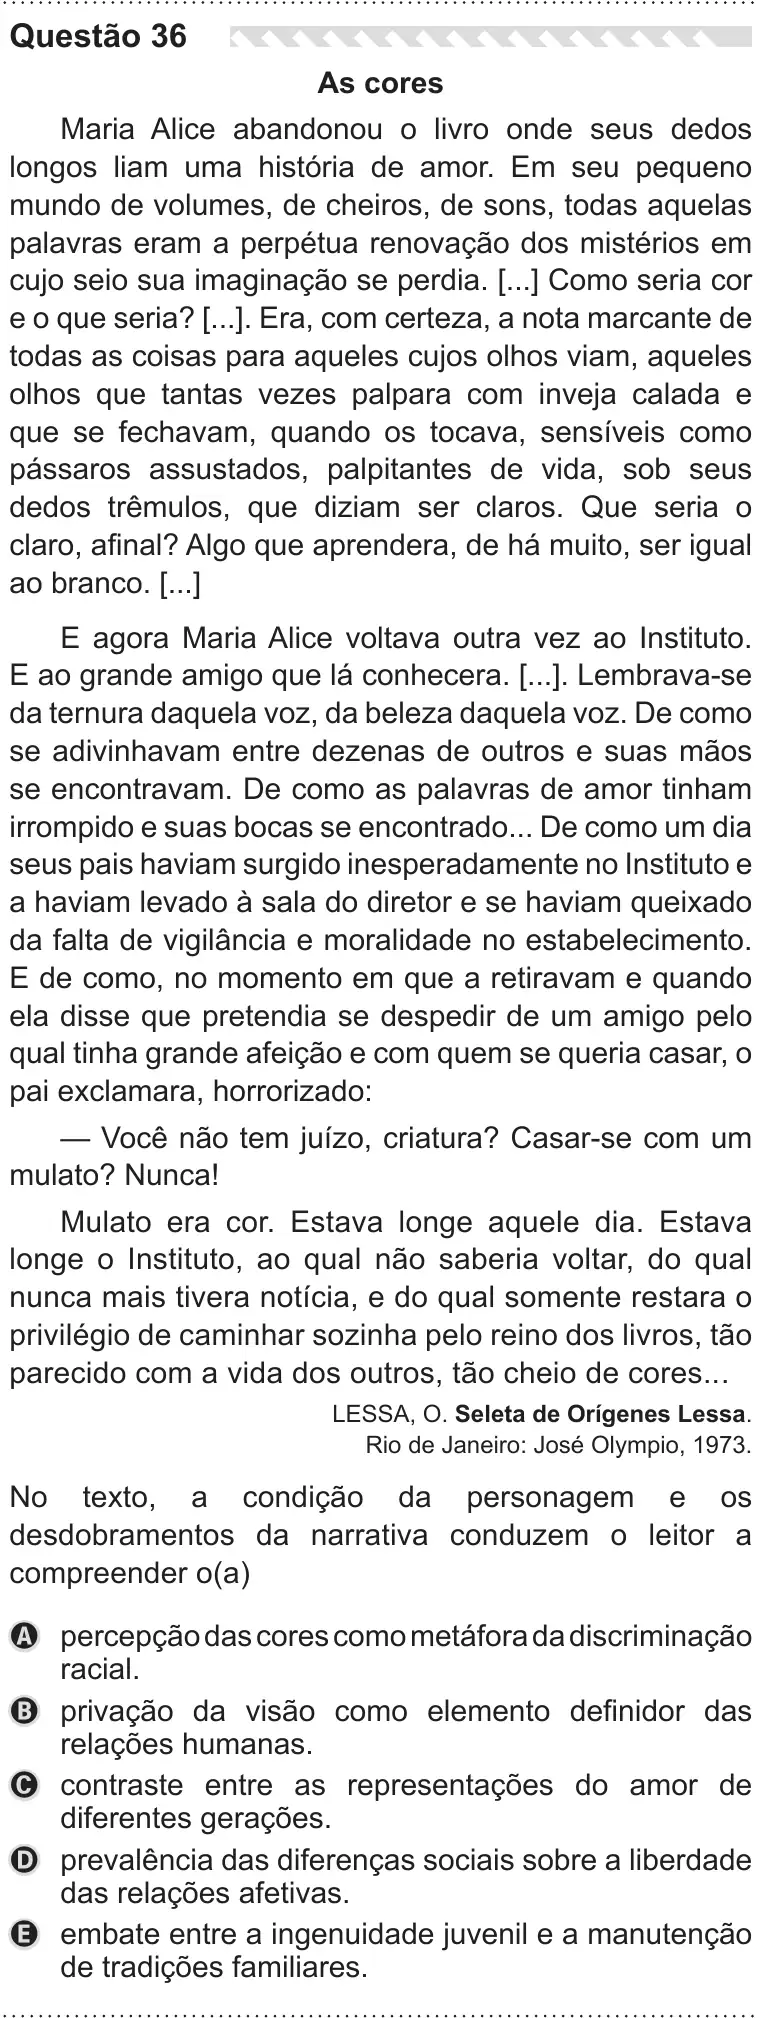 Questão 36
As cores
Maria Alice abandonou o livro onde seus dedos
longos liam uma história de amor. Em seu pequeno
mundo de volumes, de cheiros, de sons, todas aquelas
palavras eram a perpétua renovação dos mistérios em
cujo seio sua imaginação se perdia. [...] Como seria cor
e o que seria? [...]. Era, com certeza, a nota marcante de
todas as coisas para aqueles cujos olhos viam, aqueles
olhos que tantas vezes palpara com inveja calada e
que se fechavam, quando os tocava, sensíveis como
pássaros assustados, palpitantes de vida, sob seus
dedos trêmulos, que diziam ser claros. Que seria o
claro, afinal? Algo que aprendera, de há muito, ser igual
ao branco. [...]
E agora Maria Alice voltava outra vez ao Instituto.
E ao grande amigo que lá conhecera. [...]. Lembrava-se
da ternura daquela voz, da beleza daquela voz. De como
se adivinhavam entre dezenas de outros e suas mãos
se encontravam. De como as palavras de amor tinham
irrompido e suas bocas se encontrado... De como um dia
seus pais haviam surgido inesperadamente no Instituto e
a haviam levado à sala do diretor e se haviam queixado
da falta de vigilância e moralidade no estabelecimento.
E de como, no momento em que a retiravam e quando
ela disse que pretendia se despedir de um amigo pelo
qual tinha grande afeição e com quem se queria casar, o
pai exclamara, horrorizado:
— Você não tem juízo, criatura? Casar-se com um
mulato? Nunca!
Mulato era cor. Estava longe aquele dia. Estava
longe o Instituto, ao qual não saberia voltar, do qual
nunca mais tivera notícia, e do qual somente restara o
privilégio de caminhar sozinha pelo reino dos livros, tão
parecido com a vida dos outros, tão cheio de cores...
LESSA, O. Seleta de Orígenes Lessa.
Rio de Janeiro: José Olympio, 1973.
No texto, a condição da personagem e os
desdobramentos da narrativa conduzem o leitor a
compreender o(a)
A percepção das cores como metáfora da discriminação
racial.
B privação da visão como elemento definidor das
relações humanas.
C contraste entre as representações do amor de
diferentes gerações.
D prevalência das diferenças sociais sobre a liberdade
das relações afetivas.
E embate entre a ingenuidade juvenil e a manutenção
de tradições familiares.